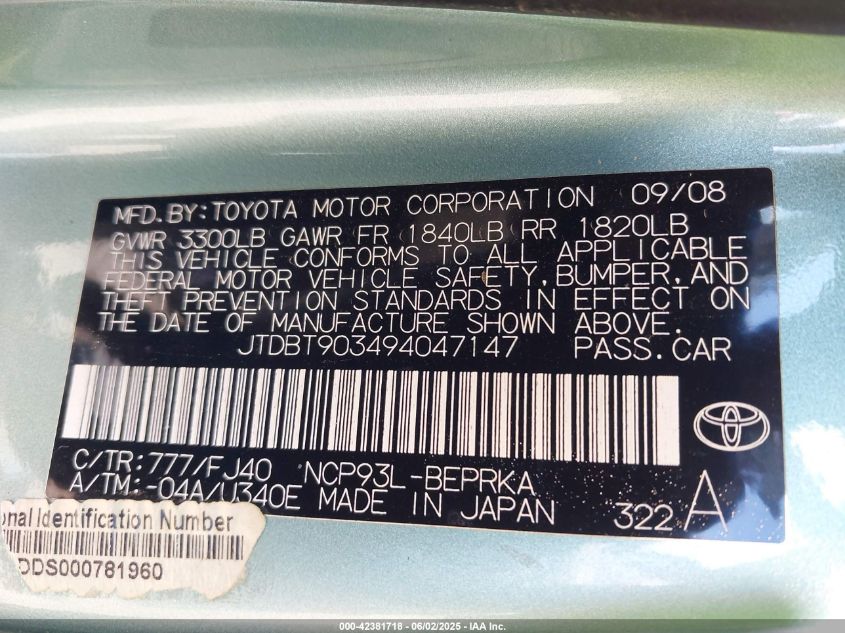 MFD.BY:TOYOTA MOTOR CORPORATION 09/08
GVWR 3300LB GAWR FR 1840LB RR 1820LB
THIS VEHICLE CONFORMS TO ALL APPLICABLE
FEDERAL MOTOR VEHICLE SAFETY,BUMPER,AND
THEFT PREVENTION STANDARDS IN EFFECT ON
THE DATE OF MANUFACTURE SHOWN ABOVE.
JTDBT903494047147 PASS.CAR
C/TR:777/FJ40 NCP93L-BEPRKA
A/TM:-04A/U340E MADE IN JAPAN 322 A
onal Identification Number
DDS000781960
000-42381718 - 06/02/2025 - IAA Inc.